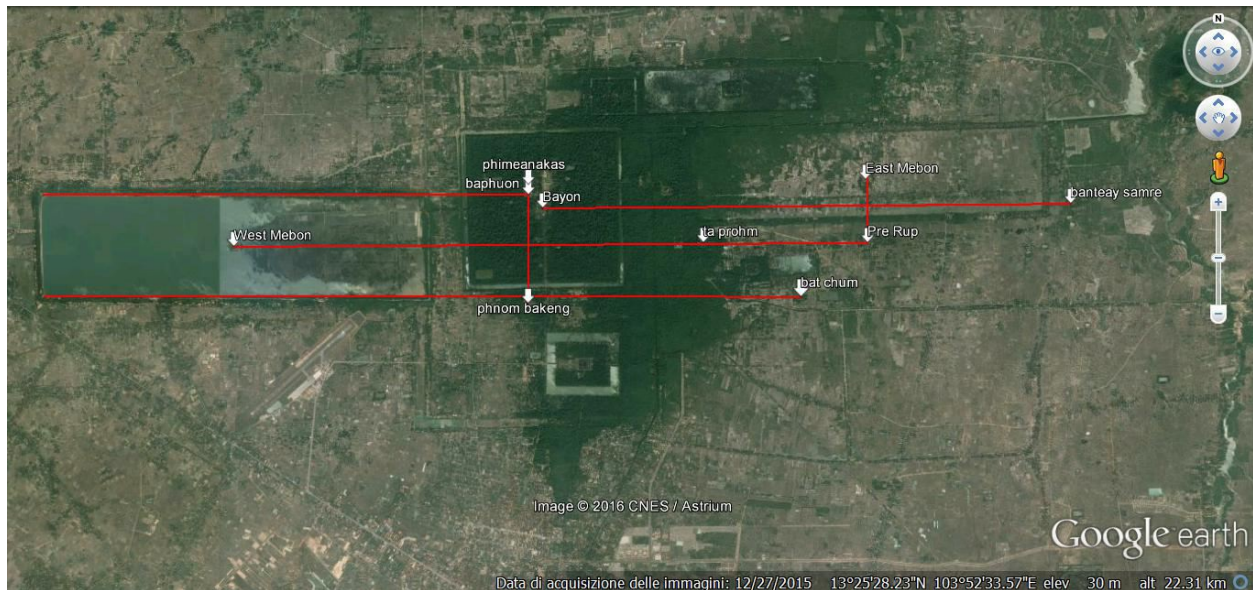 N
phimeanakas
East Mebon
baphuon
Bayon
banteay samre
West Mebon
ta prohm
Pre Rup
bat chum
phnom bakeng
Image © 2016 CNES / Astrium
Google earth
Data di acquisizione delle immagini: 12/27/2015 13°25'28.23"N 103°52'33.57"E elev 30 m alt 22.31 km